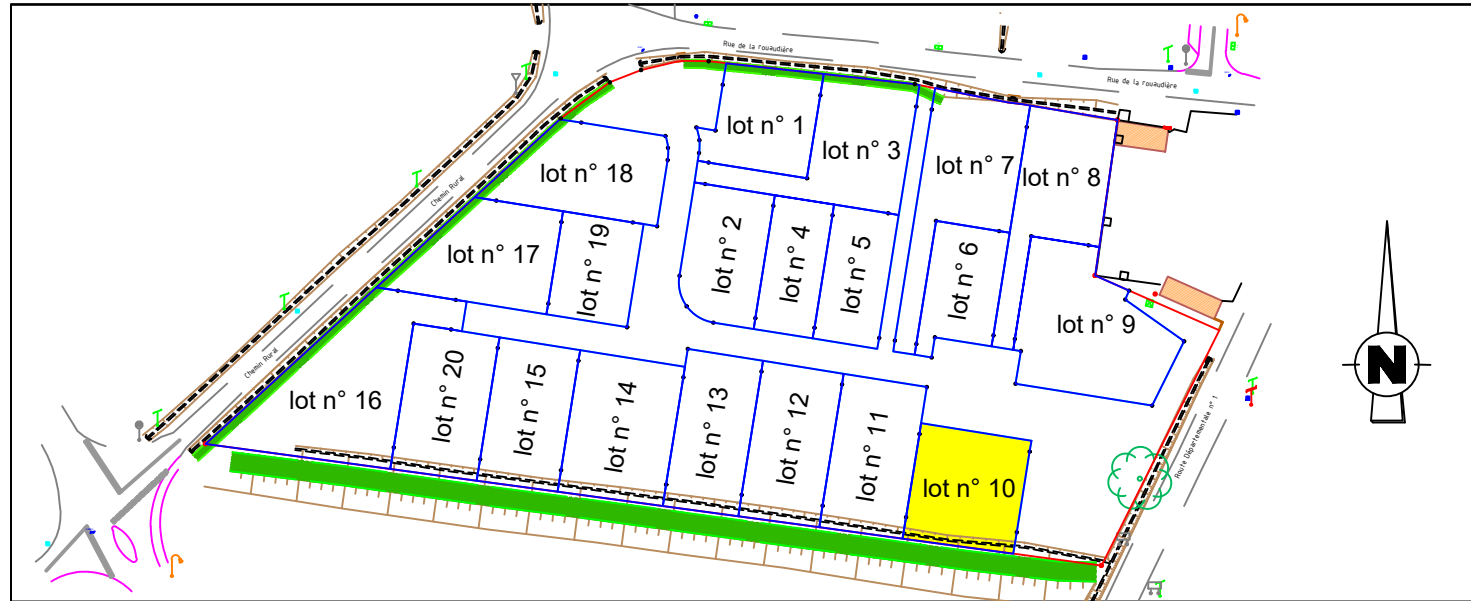 Rue de la rouaudière
Rue de la rouaudière
lot n° 1
lot n° 3
lot n° 7
lot n° 8
lot n° 18
Chemin Rural
lot n° 2
lot n° 4
lot n° 5
lot n° 6
lot n° 17
lot n° 19
lot n° 9
Chemin Rural
N
lot n° 16
lot n° 20
lot n° 15
lot n° 14
lot n° 13
lot n° 12
lot n° 11
lot n° 10
Route Départementale n° 1